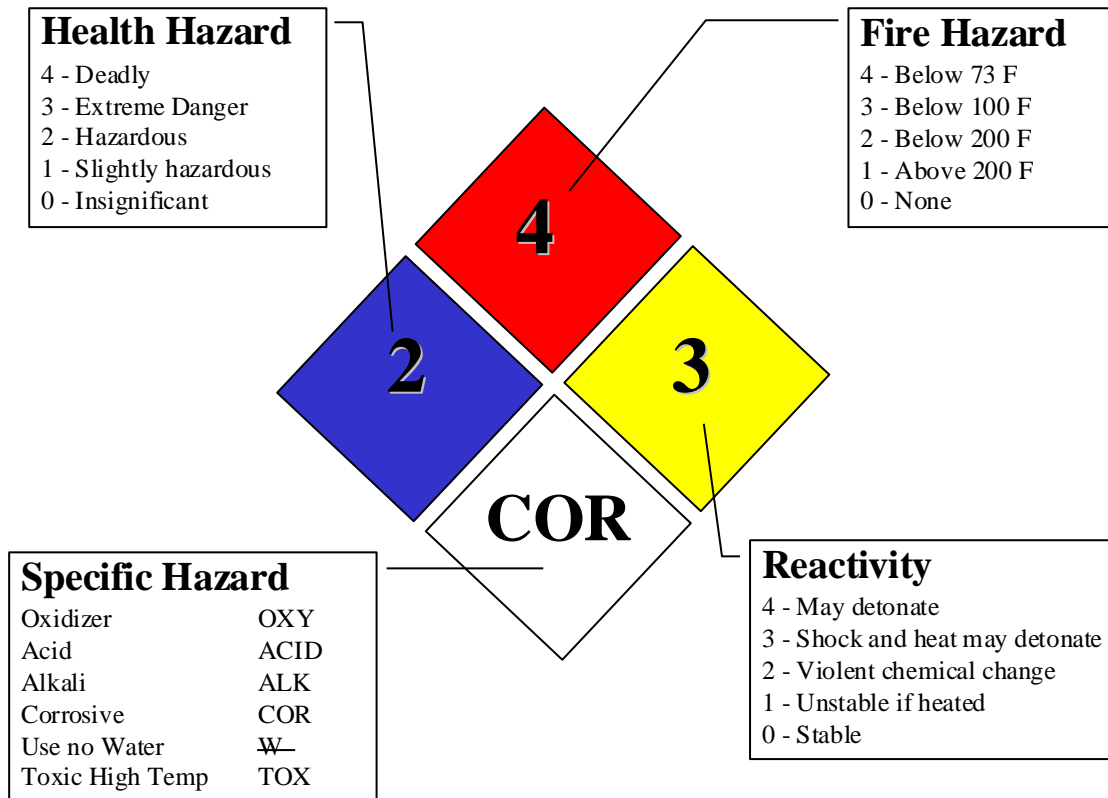 Health Hazard
4 - Deadly
3 - Extreme Danger
2 - Hazardous
1 - Slightly hazardous
0 - Insignificant
Fire Hazard
4 - Below 73 F
3 - Below 100 F
2 - Below 200 F
1 - Above 200 F
0 - None
4
2
3
COR
Specific Hazard
Oxidizer OXY
Acid ACID
Alkali ALK
Corrosive COR
Use no Water W
Toxic High Temp TOX
Reactivity
4 - May detonate
3 - Shock and heat may detonate
2 - Violent chemical change
1 - Unstable if heated
0 - Stable